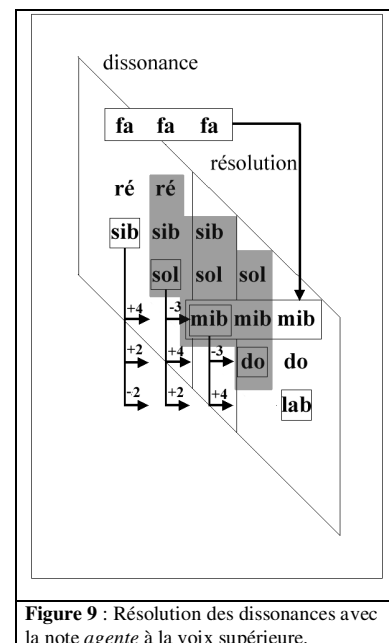 dissonance
fa fa fa
résolution
ré ré
sib sib sib
sol sol sol
+4 -3 mib mib mib
+2 +4 -3 do do
-2 +2 +4 lab
Figure 9 : Résolution des dissonances avec
la note agente à la voix supérieure.